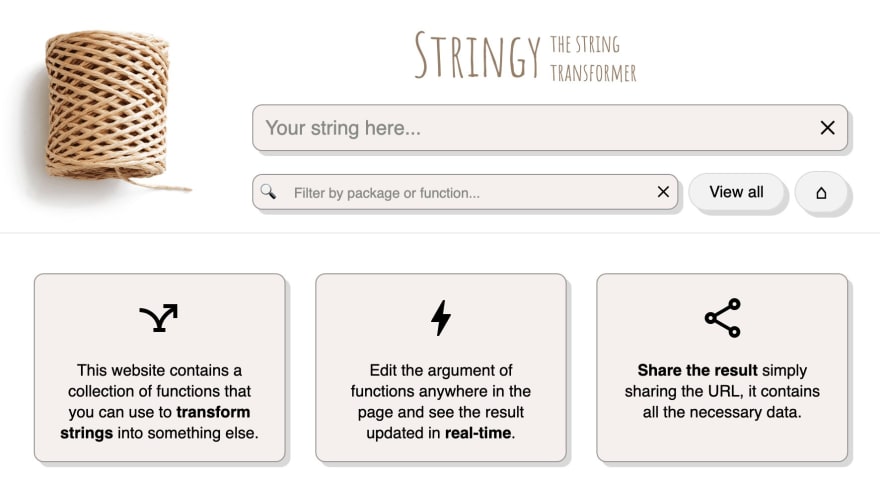 STRINGY THE STRING
TRANSFORMER
Your string here...
Filter by package or function...
View all
This website contains a
collection of functions that
you can use to transform
strings into something else.
Edit the argument of
functions anywhere in the
page and see the result
updated in real-time.
Share the result simply
sharing the URL, it contains
all the necessary data.